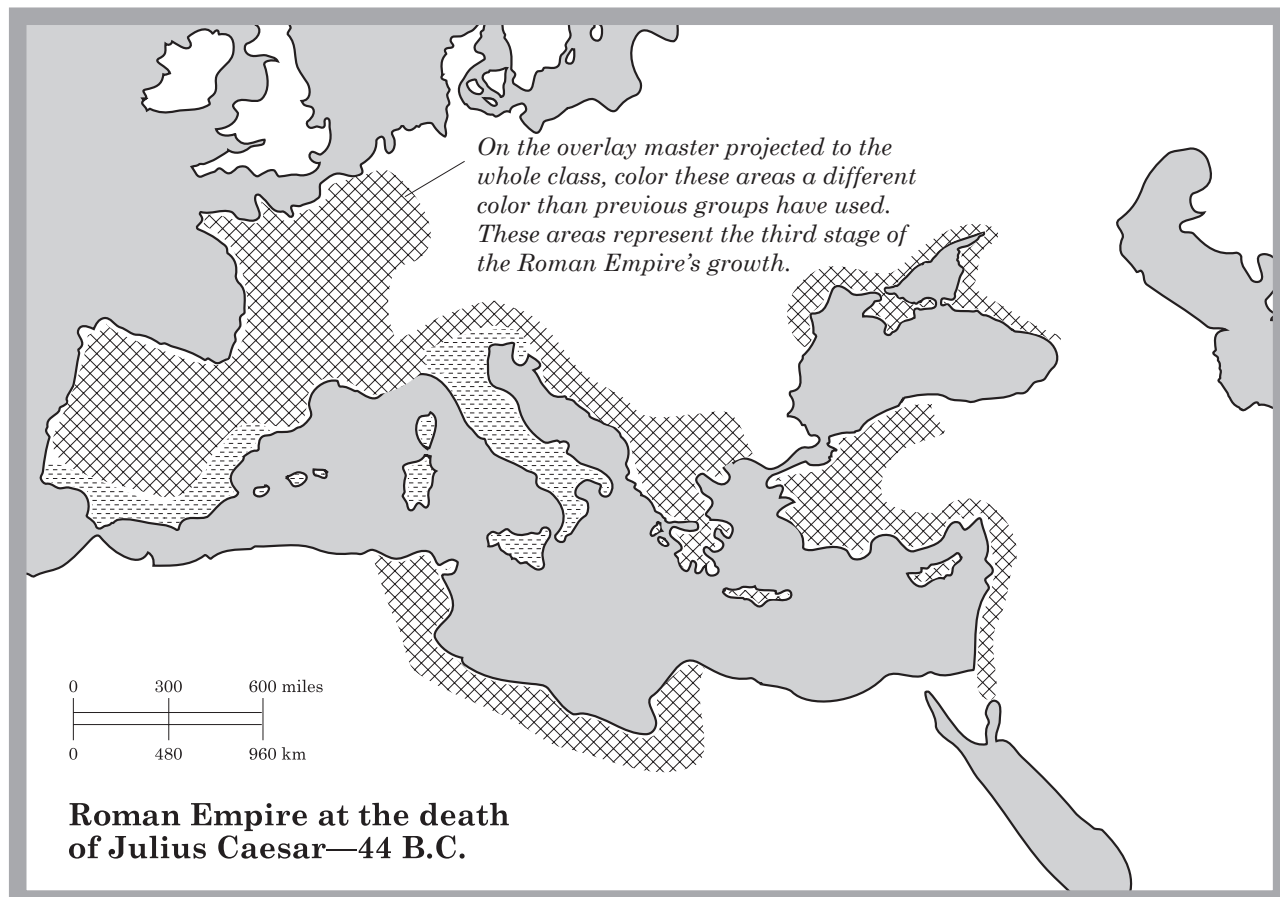 On the overlay master projected to the
whole class, color these areas a different
color than previous groups have used.
These areas represent the third stage of
the Roman Empire’s growth.
0 300 600 miles
0 480 960 km
Roman Empire at the death
of Julius Caesar—44 B.C.